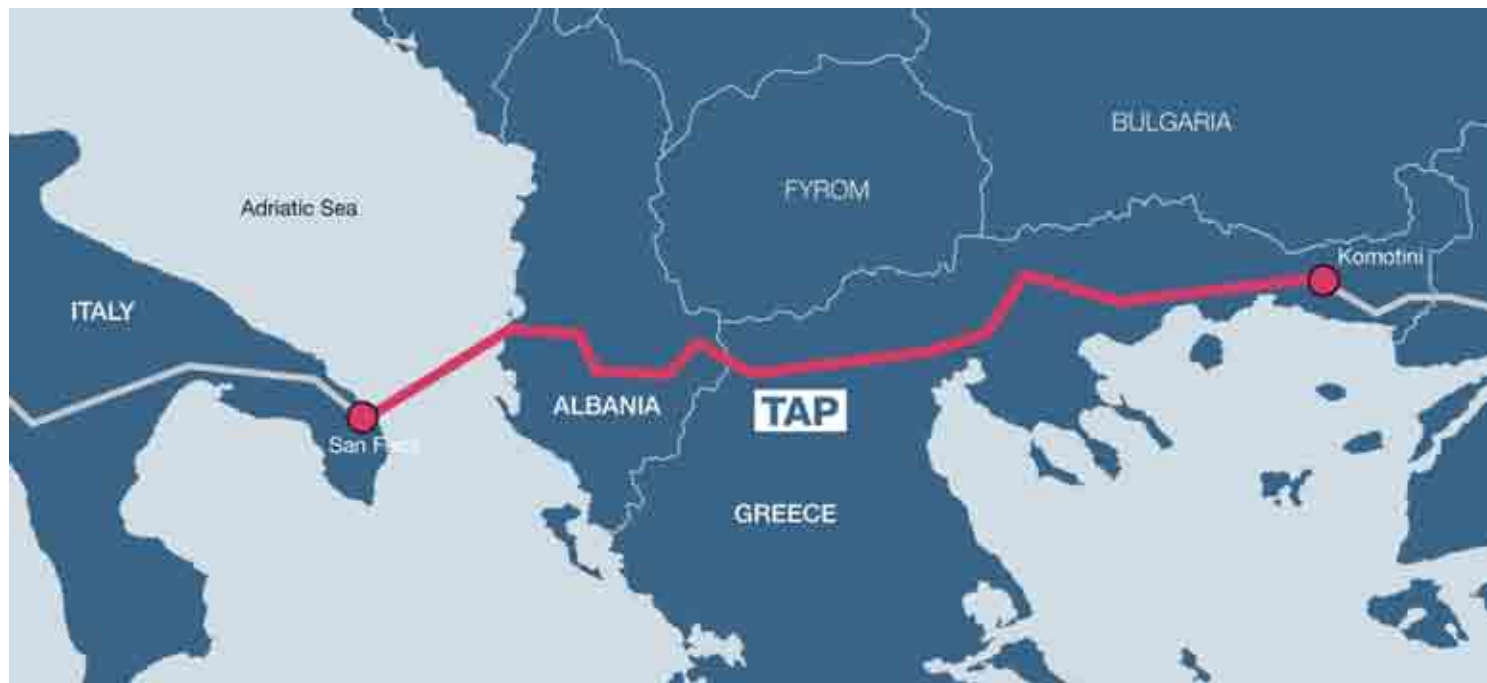 BULGARIA
FYROM
Adriatic Sea
Komotini
ITALY
ALBANIA
TAP
San
GREECE